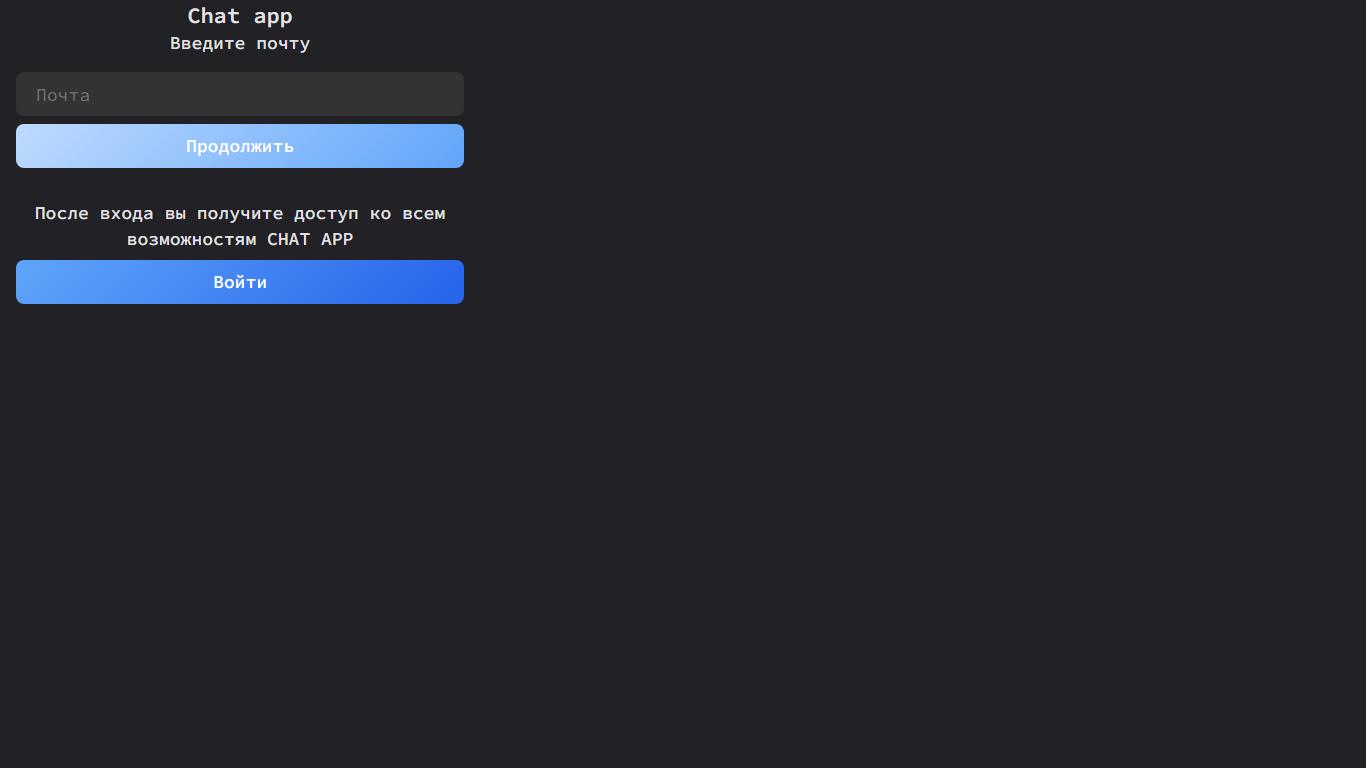 Chat app
Введите почту
Почта
Продолжить
После входа вы получите доступ ко всем
возможностям CHAT APP
Войти